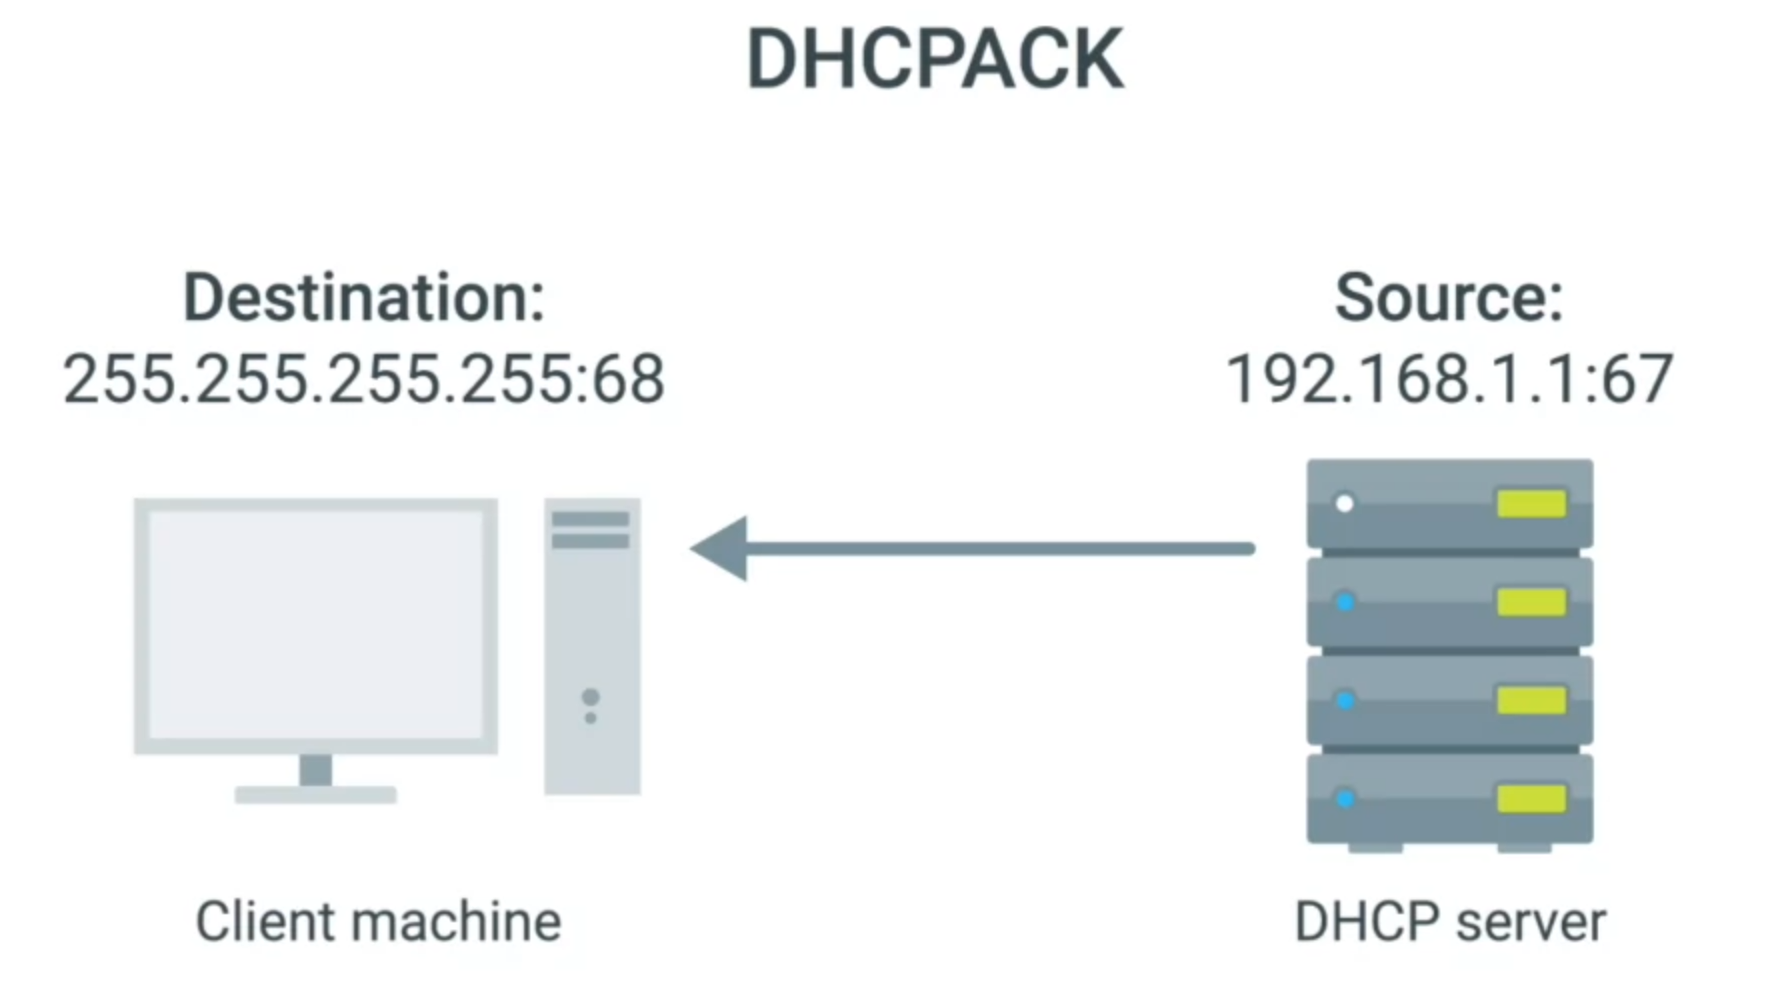 DHCPACK
Destination:
255.255.255.255:68
Source:
192.168.1.1:67
Client machine
DHCP server